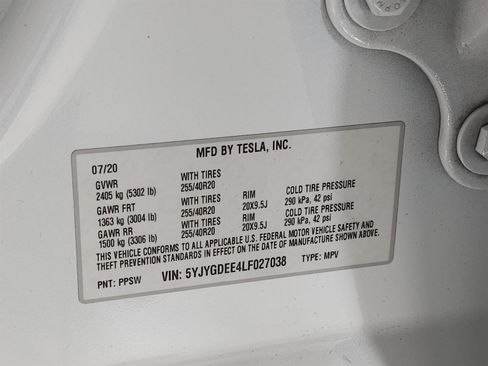 MFD BY TESLA, INC.
07/20
GVWR WITH TIRES
2405 kg (5302 lb) 255/40R20 RIM COLD TIRE PRESSURE
GAWR FRT WITH TIRES 20X9.5J 290 kPa, 42 psi
1363 kg (3004 lb) 255/40R20 RIM COLD TIRE PRESSURE
GAWR RR WITH TIRES 20X9.5J 290 kPa, 42 psi
1500 kg (3306 lb) 255/40R20
THIS VEHICLE CONFORMS TO ALL APPLICABLE U.S. FEDERAL MOTOR VEHICLE SAFETY AND
THEFT PREVENTION STANDARDS IN EFFECT ON THE DATE OF MANUFACTURE SHOWN ABOVE.
PNT: PPSW VIN: 5YJYGDEE4LF027038 TYPE: MPV